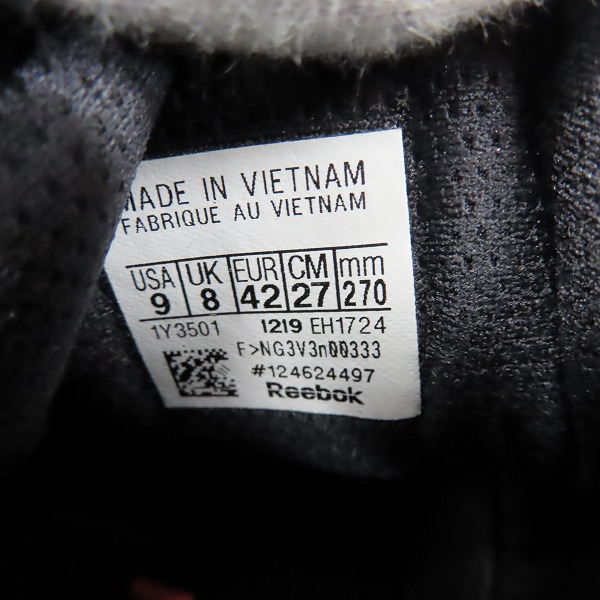 MADE IN VIETNAM
FABRIQUÉ AU VIETNAM
USA UK EUR CM mm
9 8 42 27 270
1Y3501 1219 EH1724
F>NG3V3n00333
#124624497
Reebok